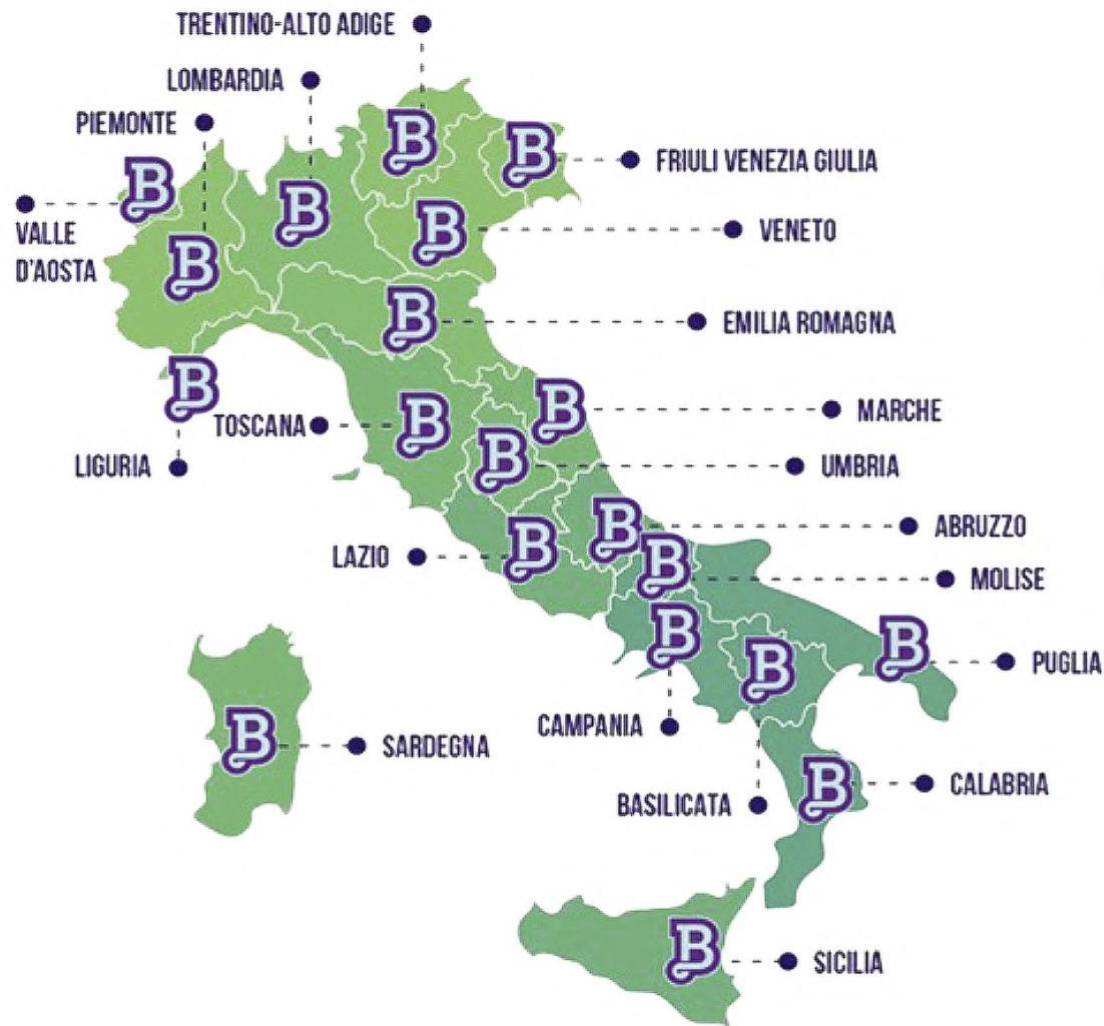 TRENTINO-ALTO ADIGE
LOMBARDIA
PIEMONTE
B
B
FRIULI VENEZIA GIULIA
B
VALLE
D'AOSTA
B
B
VENETO
B
B
EMILIA ROMAGNA
B
MARCHE
B
TOSCANA
B
LIGURIA
B
UMBRIA
B
ABRUZZO
LAZIO
B
B
MOLISE
B
PUGLIA
B
B
CAMPANIA
B
SARDEGNA
BASILICATA
B
CALABRIA
B
SICILIA